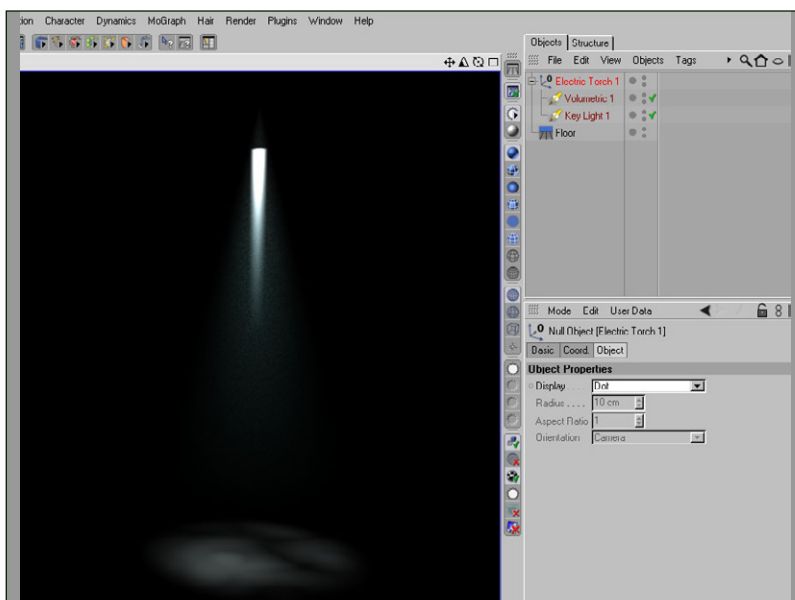 ion Character Dynamics MoGraph Hair Render Plugins Window Help
Objects Structure
File Edit View Objects Tags
Electric Torch 1
Volumetric 1
Key Light 1
Floor
Mode Edit User Data
Null Object [Electric Torch 1]
Basic Coord. Object
Object Properties
Display . . . . Dot
Radius . . . . 10 cm
Aspect Ratio 1
Orientation Camera